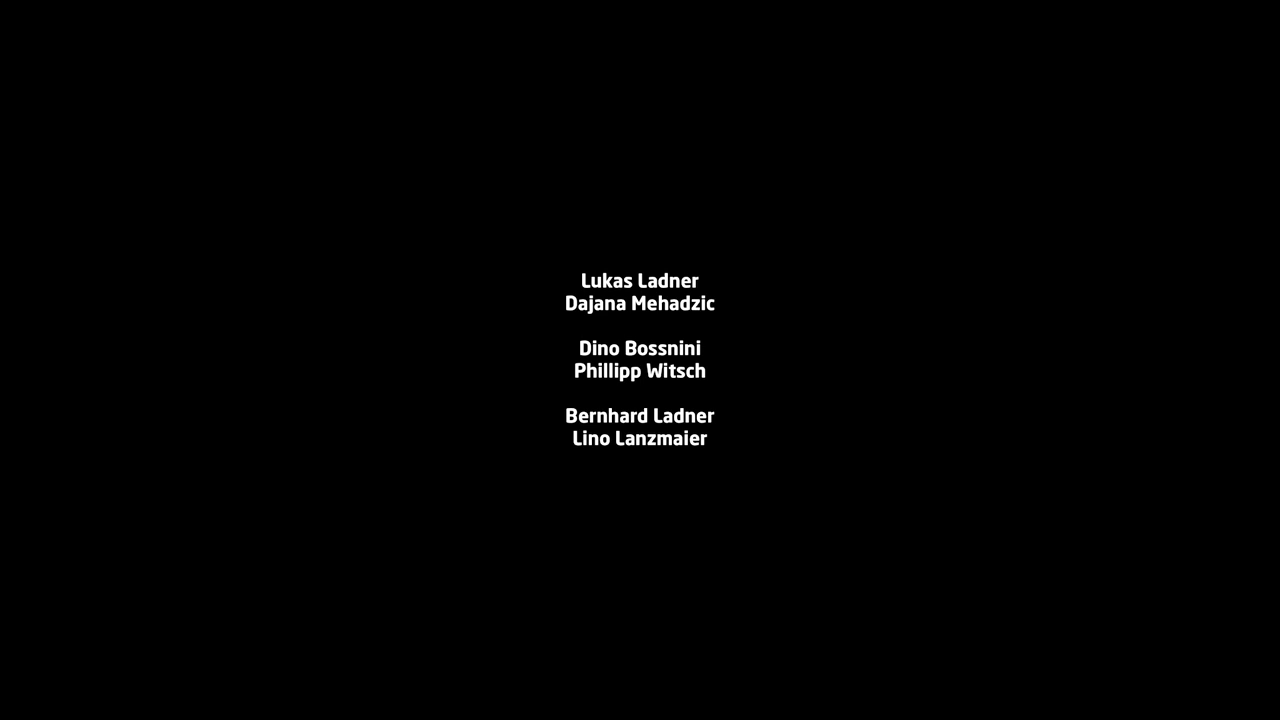 Lukas Ladner
Dajana Mehadzic
Dino Bossnini
Phillipp Witsch
Bernhard Ladner
Lino Lanzmaier